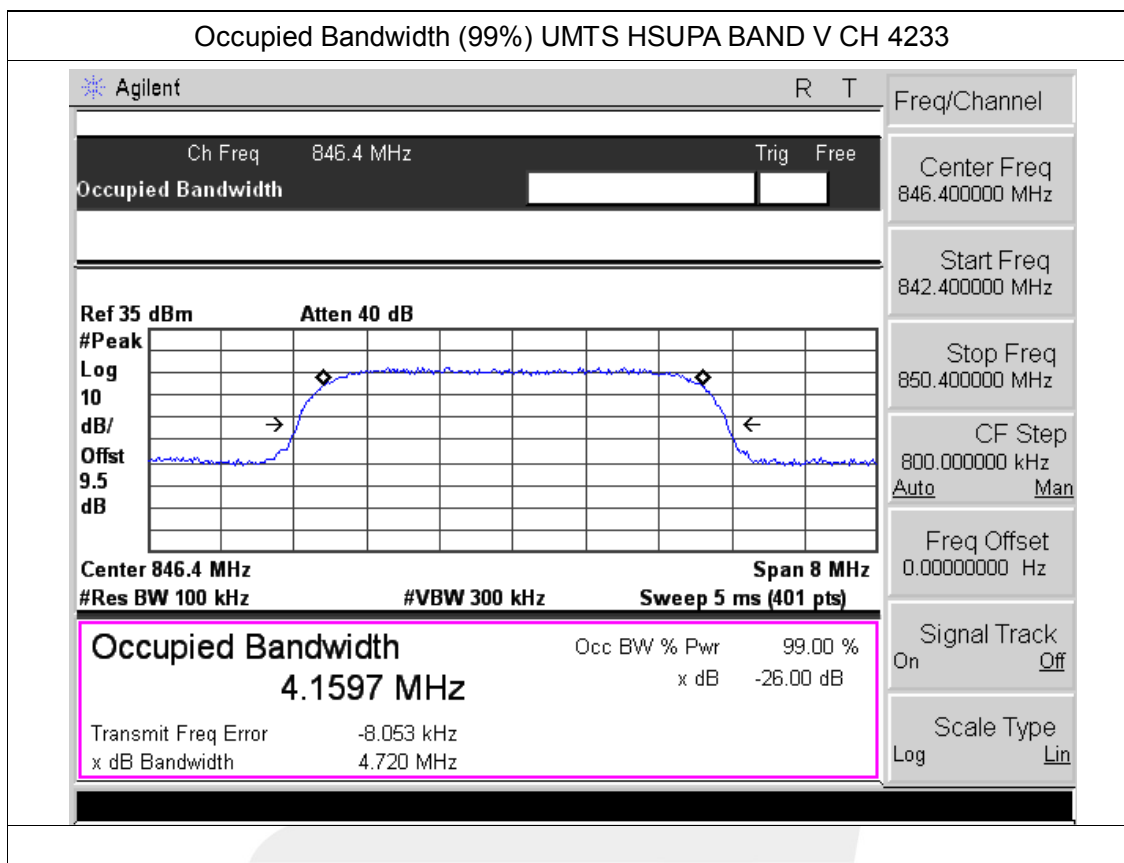 Occupied Bandwidth (99%) UMTS HSUPA BAND V CH 4233
Agilent R T
Ch Freq 846.4 MHz Trig Free
Occupied Bandwidth
Ref 35 dBm Atten 40 dB
#Peak
Log
10
dB/
Offst
9.5
dB
Center 846.4 MHz Span 8 MHz
#Res BW 100 kHz #VBW 300 kHz Sweep 5 ms (401 pts)
Occupied Bandwidth Occ BW % Pwr 99.00 %
4.1597 MHz x dB -26.00 dB
Transmit Freq Error -8.053 kHz
x dB Bandwidth 4.720 MHz
Freq/Channel
Center Freq
846.400000 MHz
Start Freq
842.400000 MHz
Stop Freq
850.400000 MHz
CF Step
800.000000 kHz
Auto Man
Freq Offset
0.00000000 Hz
Signal Track
On Off
Scale Type
Log Lin